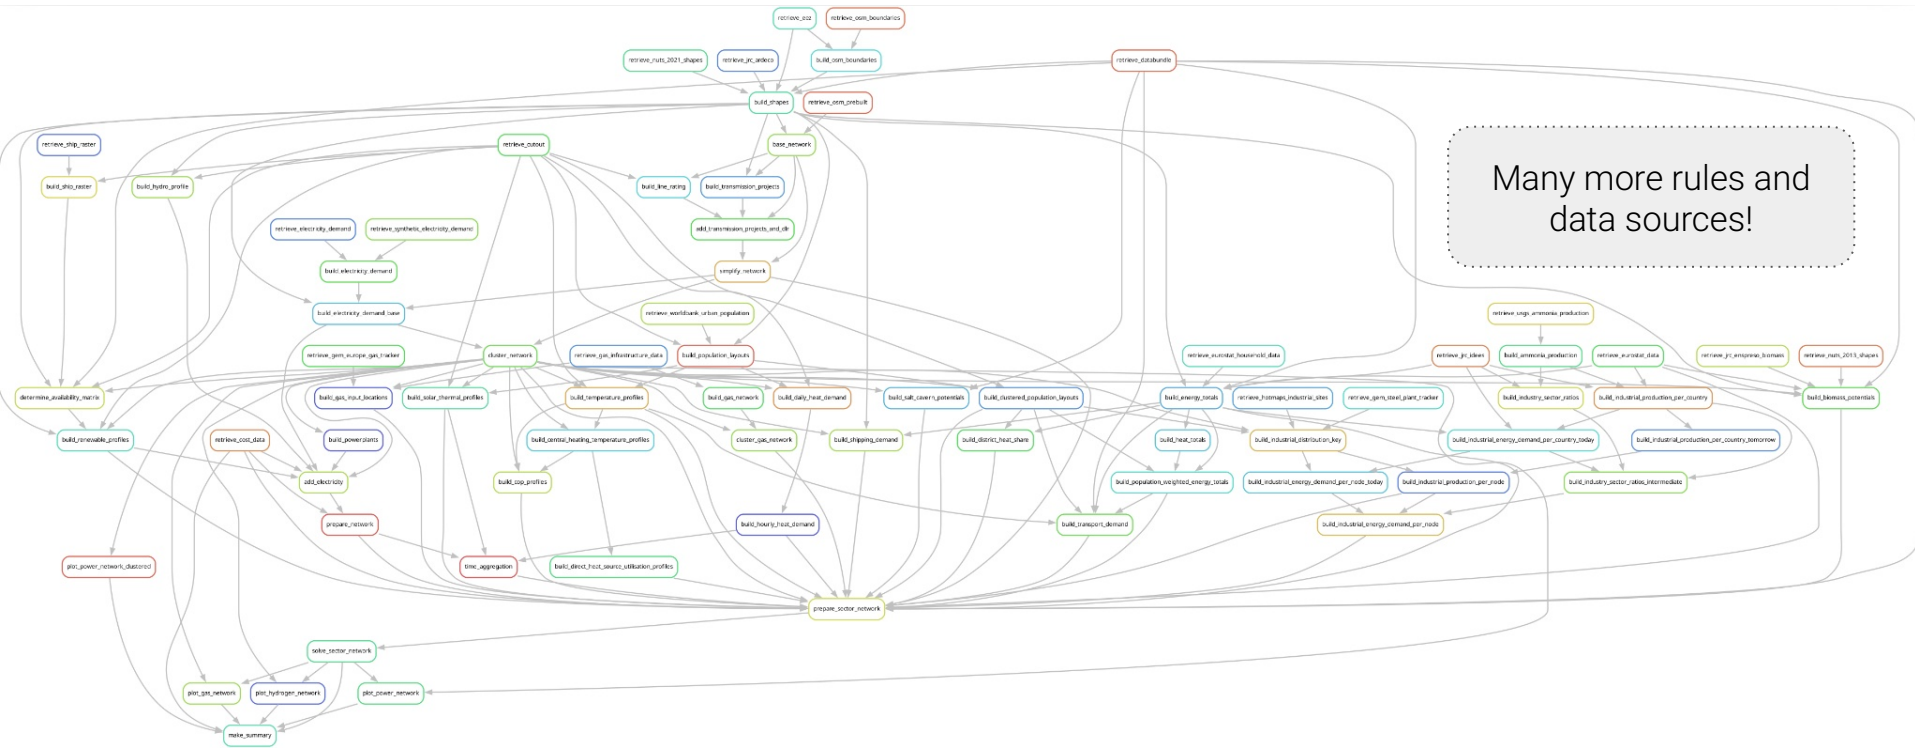 retrieve_eez
retrieve_osm_boundaries
retrieve_nuts_2021_shapes
retrieve_jrc_ardeco
build_osm_boundaries
retrieve_databundle
build_shapes
retrieve_osm_prebuilt
retrieve_ship_raster
retrieve_cutout
base_network
Many more rules and
data sources!
build_ship_raster
build_hydro_profile
build_line_rating
build_transmission_projects
retrieve_electricity_demand
retrieve_synthetic_electricity_demand
add_transmission_projects_and_dlr
build_electricity_demand
simplify_network
build_electricity_demand_base
retrieve_worldbank_urban_population
retrieve_usgs_ammonia_production
retrieve_gem_europe_gas_tracker
cluster_network
retrieve_gas_infrastructure_data
build_population_layouts
retrieve_eurostat_household_data
retrieve_jrc_idees
build_ammonia_production
retrieve_eurostat_data
retrieve_jrc_enspreso_biomass
retrieve_nuts_2013_shapes
determine_availability_matrix
build_gas_input_locations
build_solar_thermal_profiles
build_temperature_profiles
build_gas_network
build_daily_heat_demand
build_salt_cavern_potentials
build_clustered_population_layouts
build_energy_totals
retrieve_hotmaps_industrial_sites
retrieve_gem_steel_plant_tracker
build_industry_sector_ratios
build_industrial_production_per_country
build_biomass_potentials
build_renewable_profiles
retrieve_cost_data
build_powerplants
build_central_heating_temperature_profiles
cluster_gas_network
build_shipping_demand
build_district_heat_share
build_heat_totals
build_industrial_distribution_key
build_industrial_energy_demand_per_country_today
build_industrial_production_per_country_tomorrow
add_electricity
build_cop_profiles
build_population_weighted_energy_totals
build_industrial_energy_demand_per_node_today
build_industrial_production_per_node
build_industry_sector_ratios_intermediate
prepare_network
build_hourly_heat_demand
build_transport_demand
build_industrial_energy_demand_per_node
plot_power_network_clustered
time_aggregation
build_direct_heat_source_utilisation_profiles
prepare_sector_network
solve_sector_network
plot_gas_network
plot_hydrogen_network
plot_power_network
make_summary